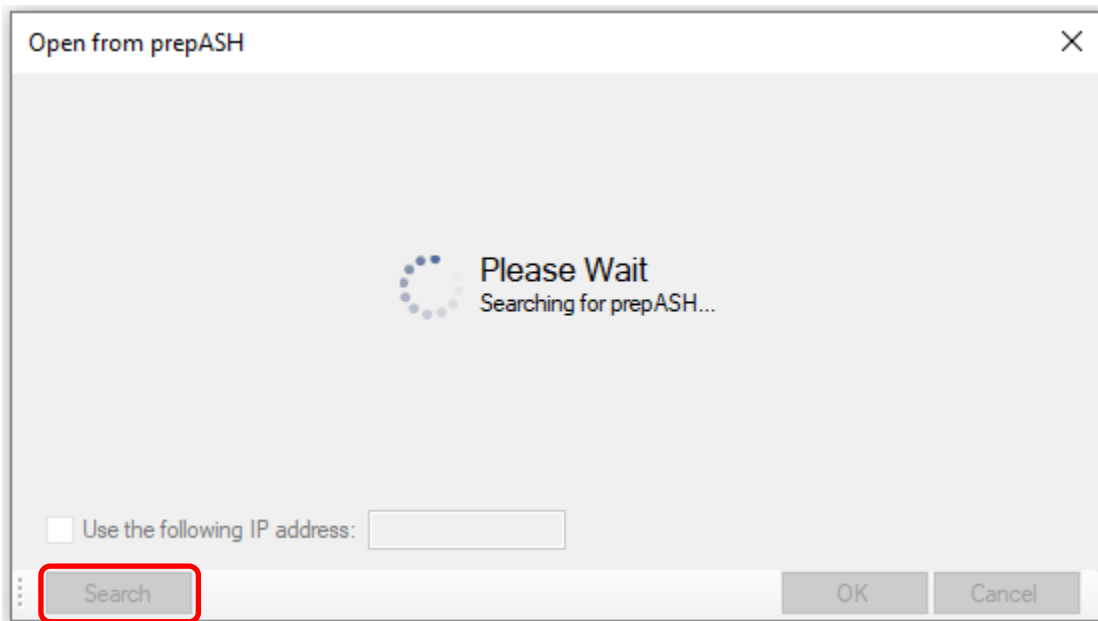 Open from prepASH
Please Wait
Searching for prepASH...
Use the following IP address:
Search OK Cancel